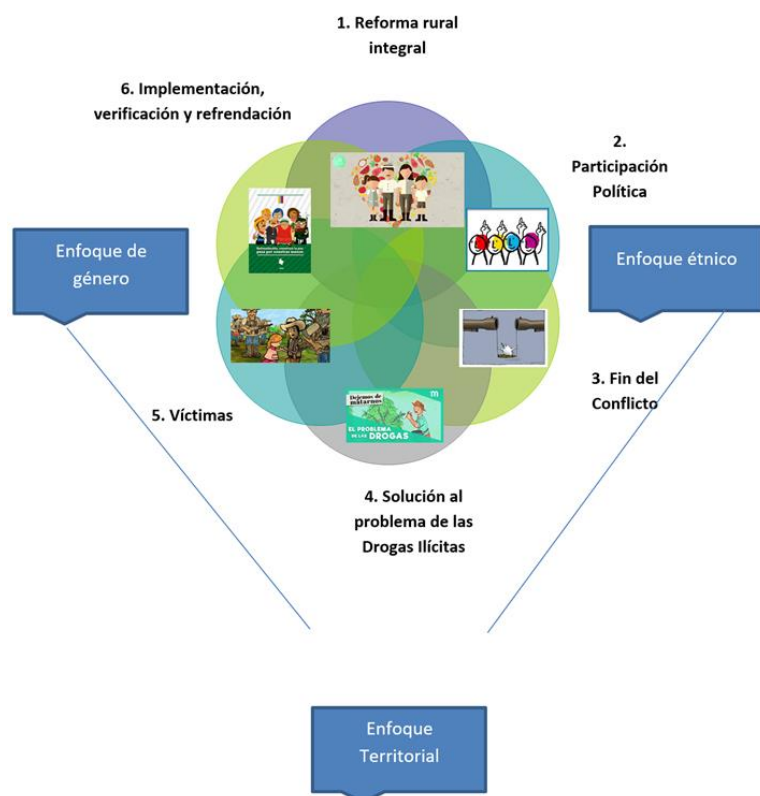 1. Reforma rural
integral
6. Implementación,
verificación y refrendación
2.
Participación
Política
Enfoque de
género
Enfoque étnico
3. Fin del
Conflicto
5. Víctimas
Dejemos de
matarnos
m
EL PROBLEMA
DE LAS DROGAS
4. Solución al
problema de las
Drogas Ilícitas
Enfoque
Territorial